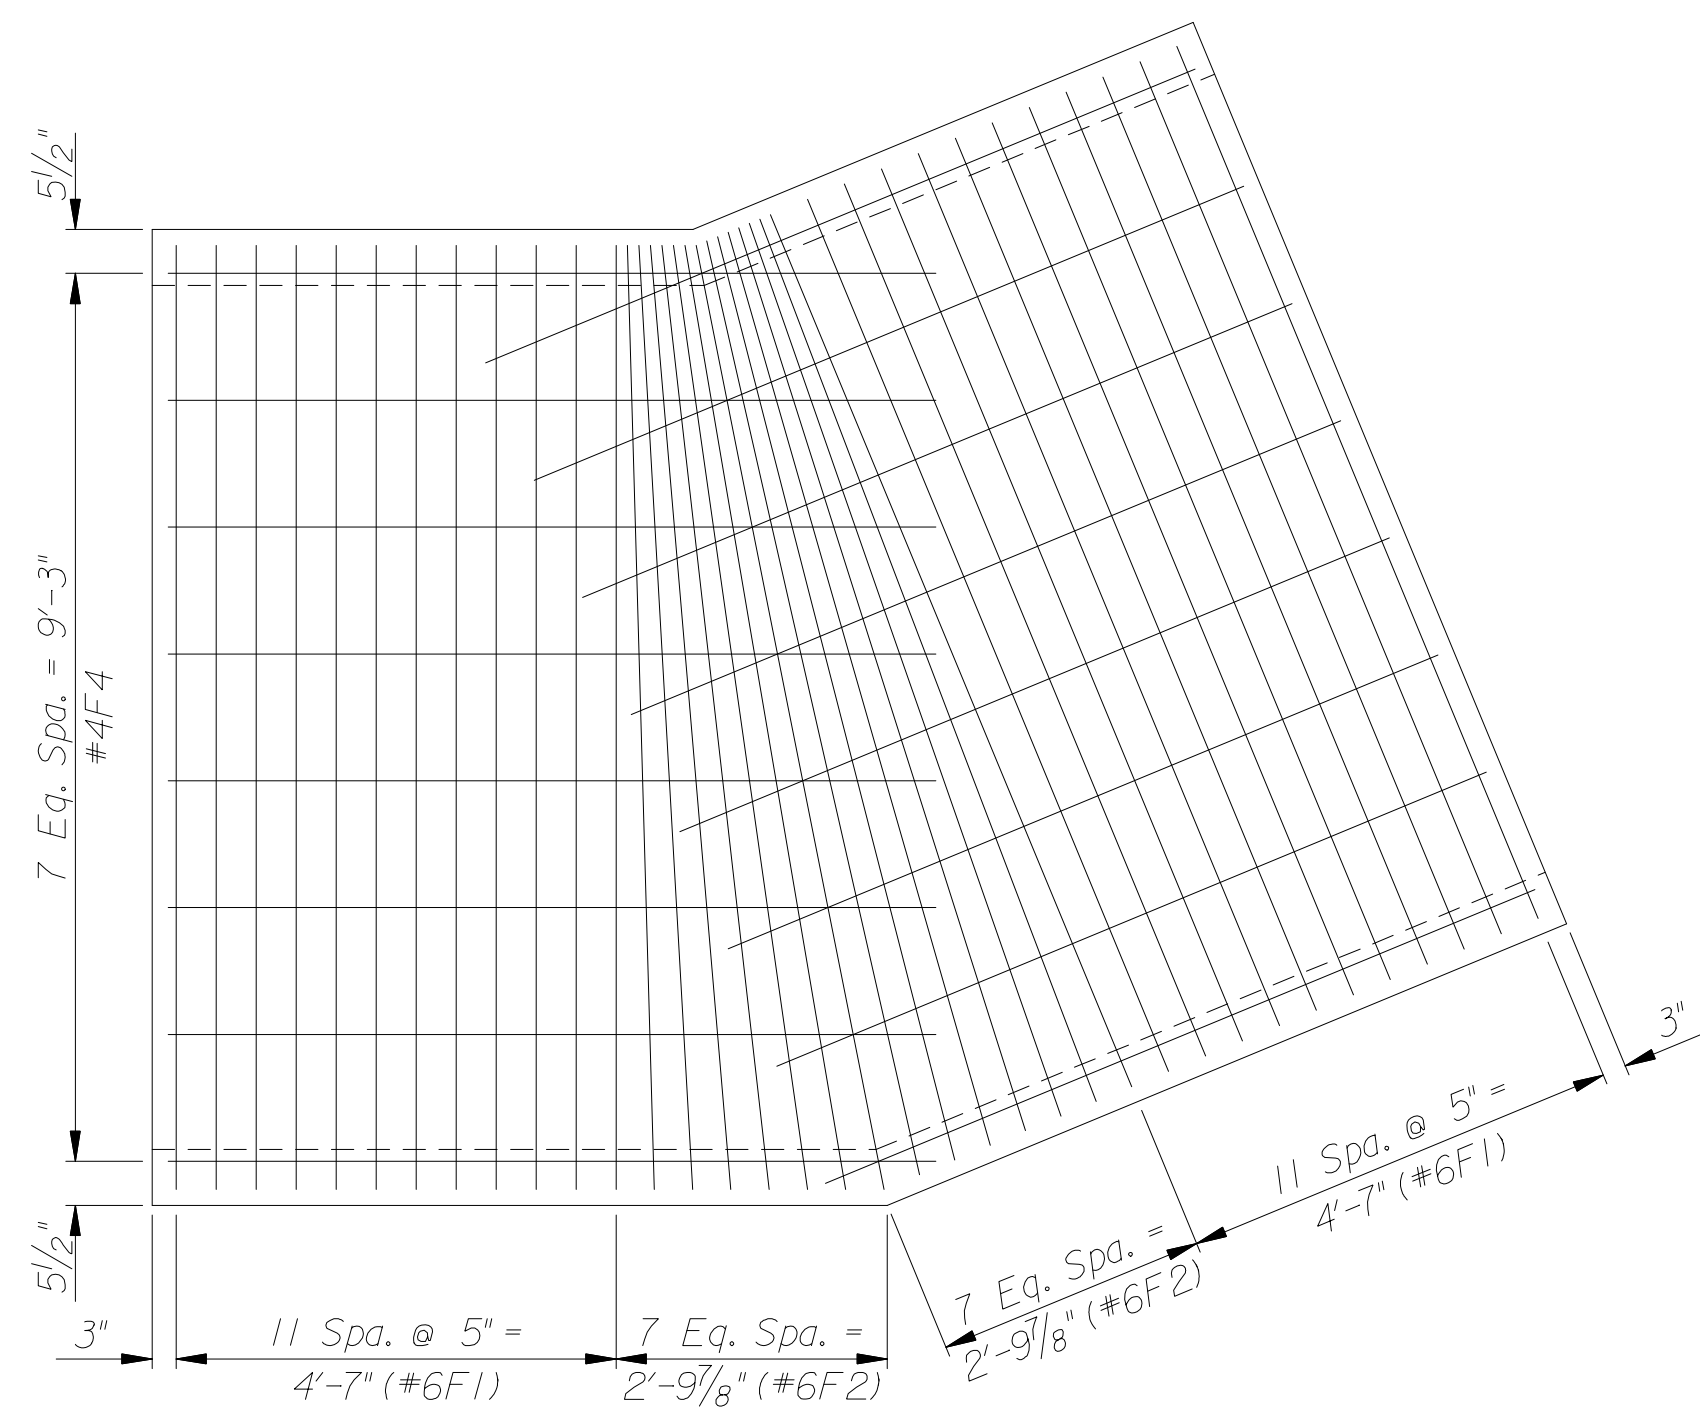 5½"
7 Eq. Spa. = 9'-3"
#4F4
5½"
3"
11 Spa. @ 5" =
4'-7" (#6F1)
7 Eq. Spa. =
2'-9⅞" (#6F2)
7 Eq. Spa. =
2'-9⅞" (#6F2)
11 Spa. @ 5" =
4'-7" (#6F1)
3"